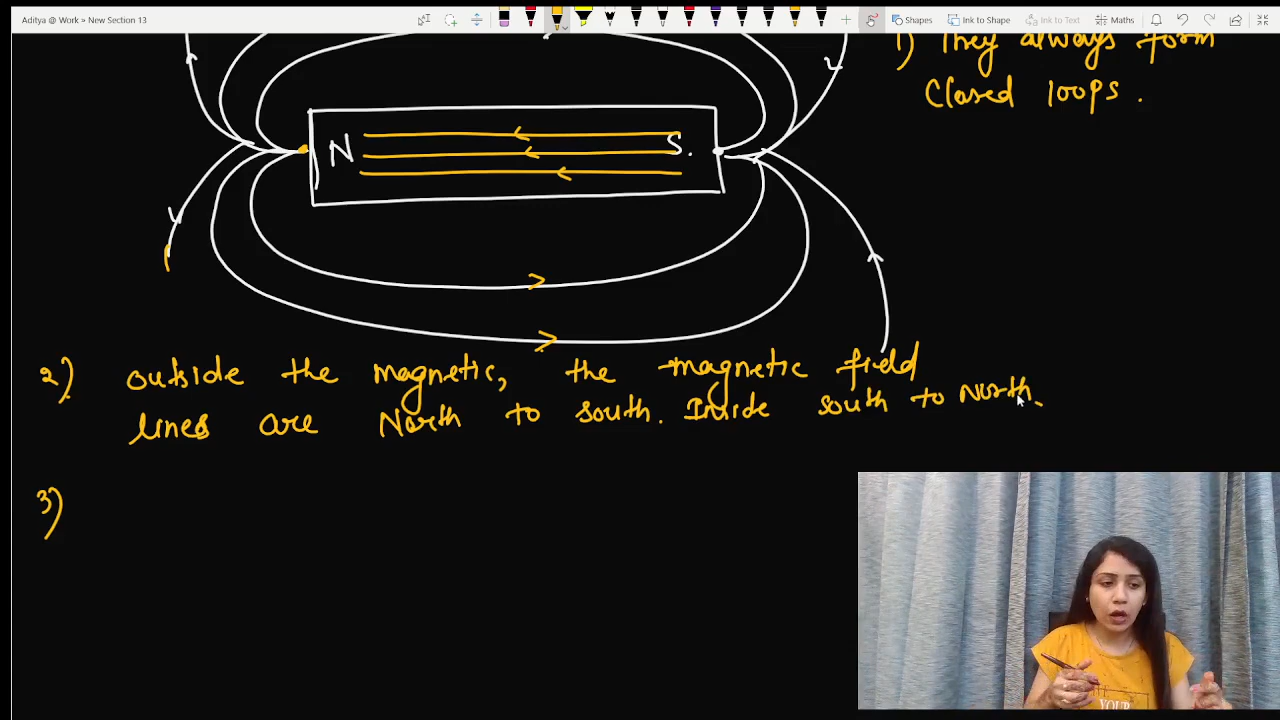 Aditya @ Work » New Section 13
Shapes
Ink to Shape
Ink to Text
Maths
1) They always form
Closed loops.
N
S.
2) Outside the magnetic, the magnetic field
lines are North to south. Inside south to North.
3)
YOUR